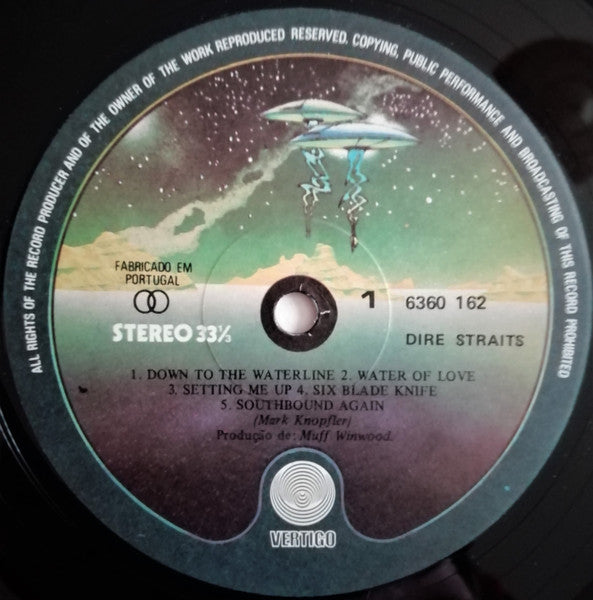 ALL RIGHTS OF THE RECORD PRODUCER AND OF THE OWNER OF THE WORK REPRODUCED RESERVED. COPYING, PUBLIC PERFORMANCE AND BROADCASTING OF THIS RECORD PROHIBITED
FABRICADO EM
PORTUGAL
STEREO 33⅓
1 6360 162
DIRE STRAITS
1. DOWN TO THE WATERLINE 2. WATER OF LOVE
3. SETTING ME UP 4. SIX BLADE KNIFE
5. SOUTHBOUND AGAIN
(Mark Knopfler)
Produção de: Muff Winwood.
VERTIGO